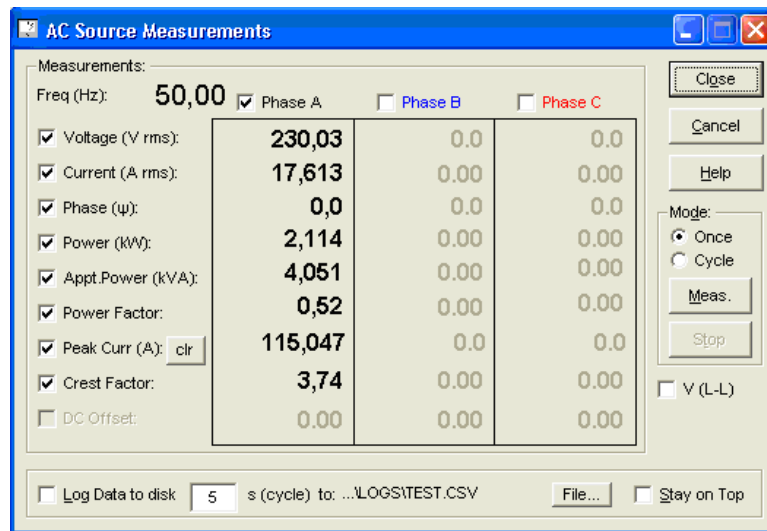 AC Source Measurements
Measurements:
Freq (Hz): 50,00 Phase A Phase B Phase C
Voltage (V rms): 230,03 0.0 0.0
Current (A rms): 17,613 0.00 0.00
Phase (ψ): 0,0 0.0 0.0
Power (kW): 2,114 0.00 0.00
Appt.Power (kVA): 4,051 0.00 0.00
Power Factor: 0,52 0.00 0.00
Peak Curr (A): clr 115,047 0.0 0.0
Crest Factor: 3,74 0.00 0.00
DC Offset: 0.00 0.00 0.00
Close
Cancel
Help
Mode:
Once
Cycle
Meas.
Stop
V (L-L)
Log Data to disk 5 s (cycle) to: ...\LOGS\TEST.CSV File... Stay on Top